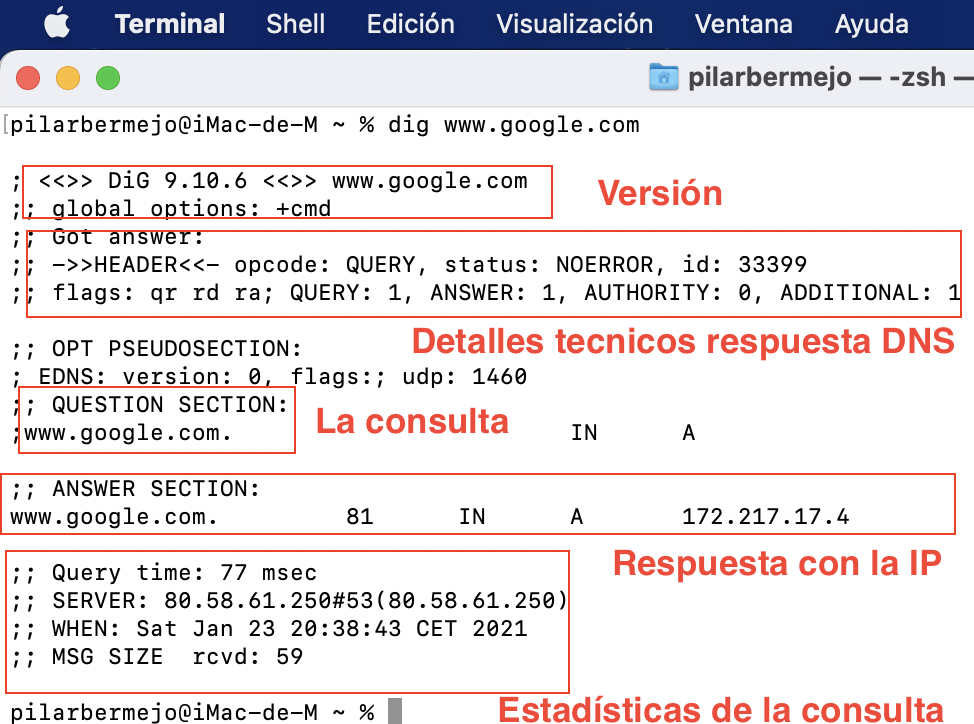 Terminal Shell Edición Visualización Ventana Ayuda
pilarbermejo — -zsh —
[pilarbermejo@iMac-de-M ~ % dig www.google.com
; <<>> DiG 9.10.6 <<>> www.google.com
Versión
;; global options: +cmd
;; Got answer:
;; ->>HEADER<<- opcode: QUERY, status: NOERROR, id: 33399
;; flags: qr rd ra; QUERY: 1, ANSWER: 1, AUTHORITY: 0, ADDITIONAL: 1
Detalles tecnicos respuesta DNS
;; OPT PSEUDOSECTION:
; EDNS: version: 0, flags:; udp: 1460
;; QUESTION SECTION:
La consulta
;www.google.com. IN A
;; ANSWER SECTION:
www.google.com. 81 IN A 172.217.17.4
Respuesta con la IP
;; Query time: 77 msec
;; SERVER: 80.58.61.250#53(80.58.61.250)
;; WHEN: Sat Jan 23 20:38:43 CET 2021
;; MSG SIZE rcvd: 59
Estadísticas de la consulta
pilarbermejo@iMac-de-M ~ %